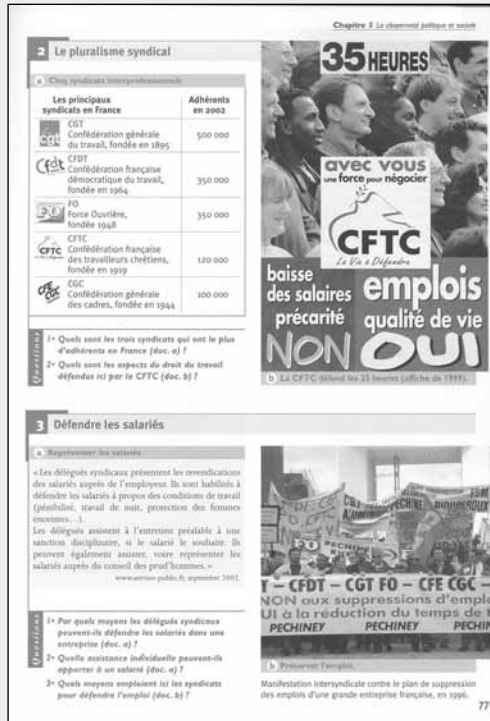 Chapitre 5 La citoyenneté politique et sociale
2 Le pluralisme syndical
a Cinq syndicats interprofessionnels
Les principaux
syndicats en France
Adhérents
en 2002
cgt
CGT
Confédération générale
du travail, fondée en 1895
500 000
cfdt
CFDT
Confédération française
démocratique du travail,
fondée en 1964
350 000
FO
FO
Force Ouvrière,
fondée 1948
350 000
CFTC
CFTC
Confédération française
des travailleurs chrétiens,
fondée en 1919
120 000
CFE
CGC
CGC
Confédération générale
des cadres, fondée en 1944
100 000
Questions
1• Quels sont les trois syndicats qui ont le plus
d'adhérents en France (doc. a) ?
2• Quels sont les aspects du droit du travail
défendus ici par la CFTC (doc. b) ?
35 HEURES
avec vous
une force pour négocier
CFTC
La Vie à Défendre
baisse
des salaires
précarité
NON
emplois
qualité de vie
OUI
b La CFTC défend les 35 heures (affiche de 1999).
3 Défendre les salariés
a Représenter les salariés
« Les délégués syndicaux présentent les revendications
des salariés auprès de l'employeur. Ils sont habilités à
défendre les salariés à propos des conditions de travail
(pénibilité, travail de nuit, protection des femmes
enceintes…).
Les délégués assistent à l'entretien préalable à une
sanction disciplinaire, si le salarié le souhaite. Ils
peuvent également assister, voire représenter les
salariés auprès du conseil des prud'hommes. »
www.service-public.fr, septembre 2002.
Questions
1• Par quels moyens les délégués syndicaux
peuvent-ils défendre les salariés dans une
entreprise (doc. a) ?
2• Quelle assistance individuelle peuvent-ils
apporter à un salarié (doc. a) ?
3• Quels moyens emploient ici les syndicats
pour défendre l'emploi (doc. b) ?
FO PECHINEY
T - CFDT - CGT FO - CFE CGC -
NON aux suppressions d'emplo
UI à la réduction du temps de t
PECHINEY PECHINEY PECHIN
b Préserver l'emploi.
Manifestation intersyndicale contre le plan de suppression
des emplois d'une grande entreprise française, en 1996.
77